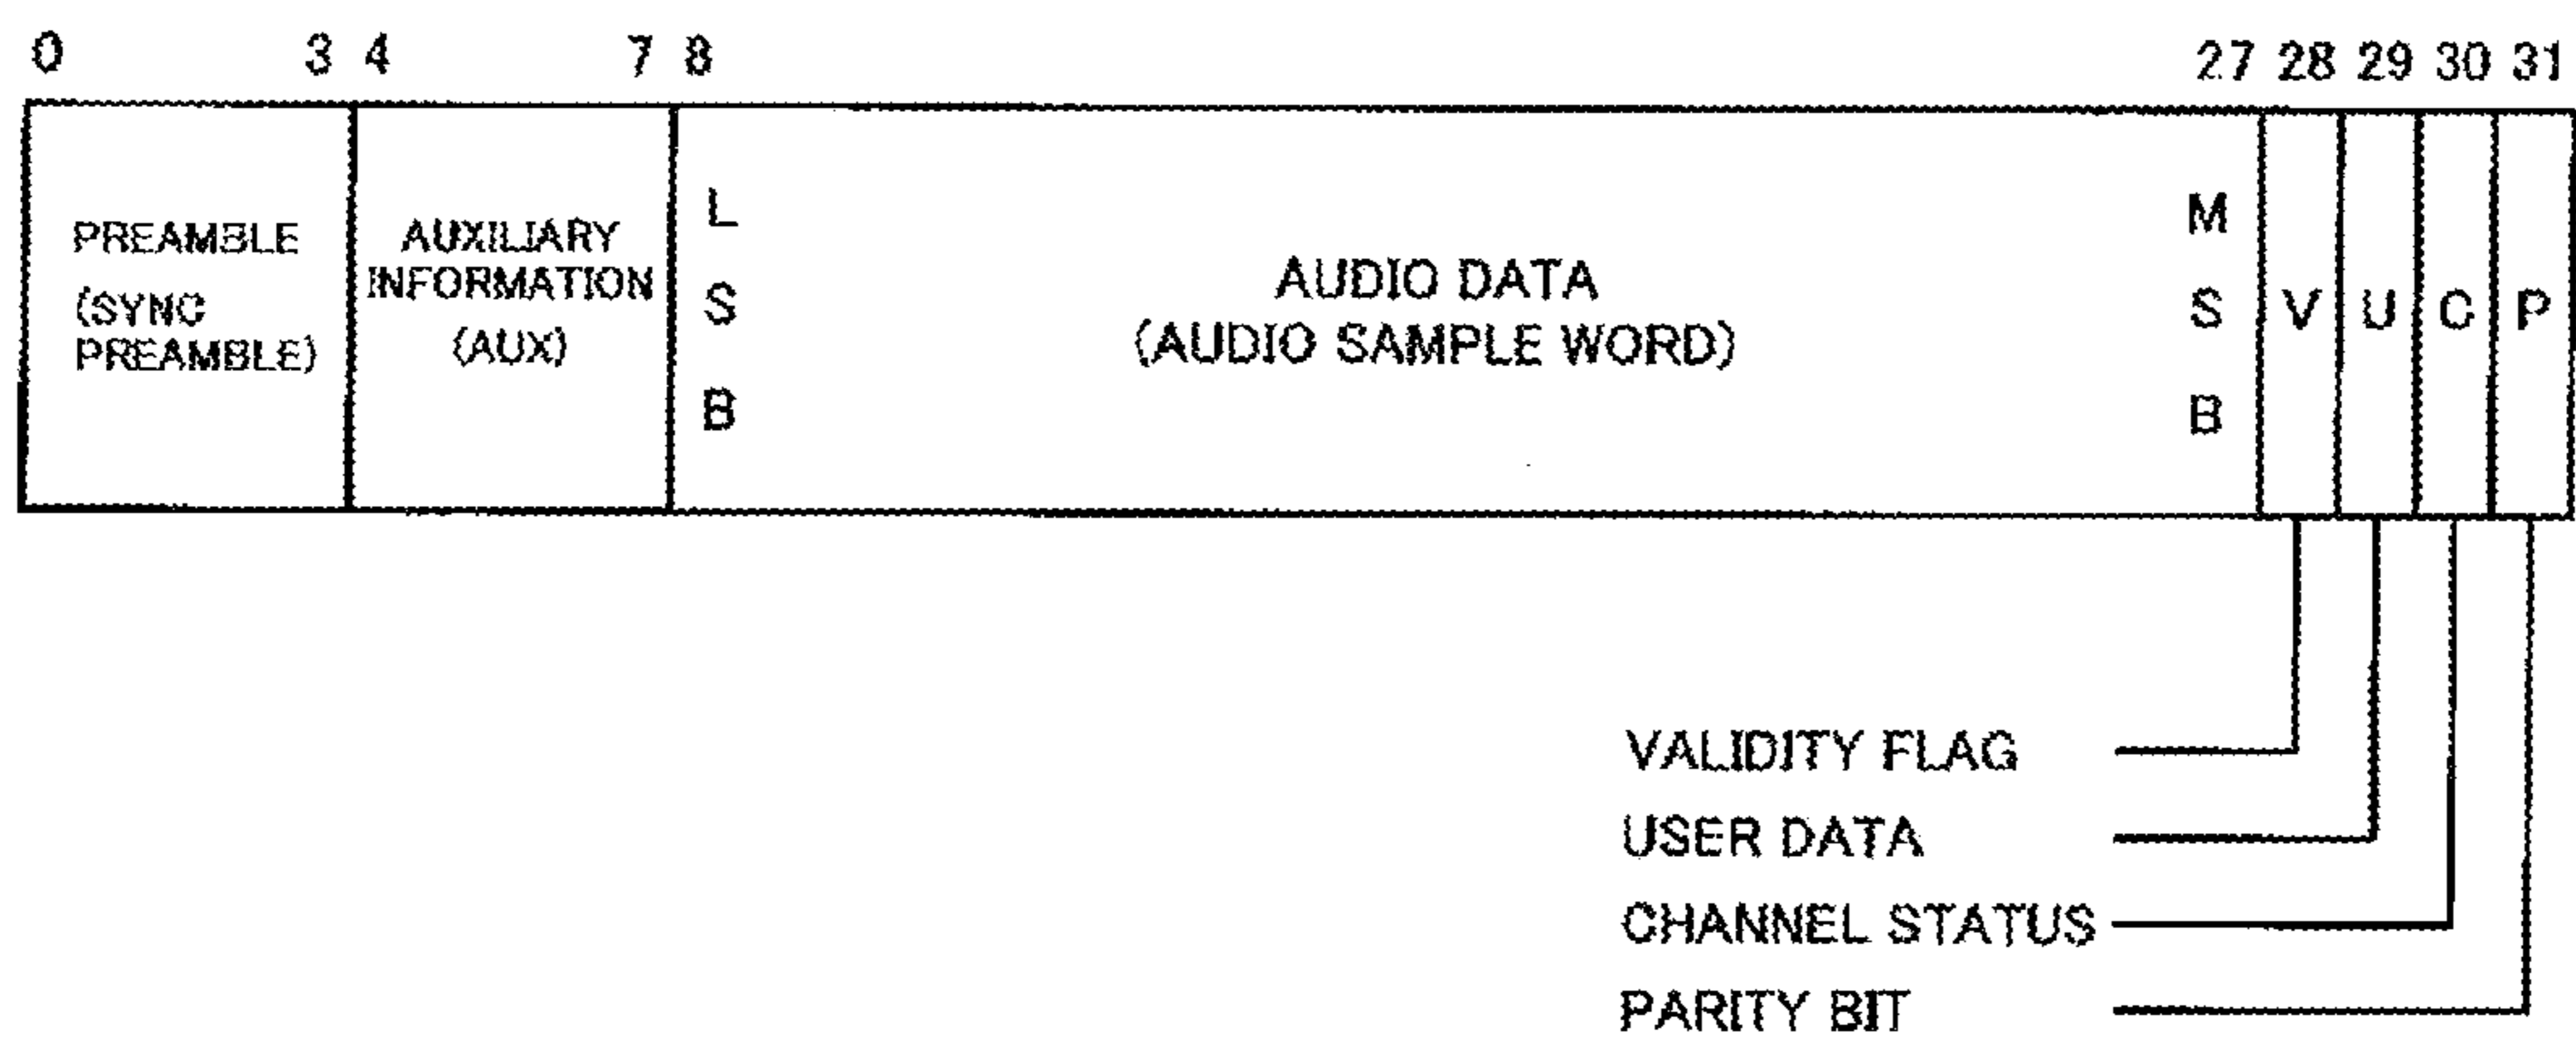 0 3 4 7 8 27 28 29 30 31
PREAMBLE
(SYNC
PREAMBLE)
AUXILIARY
INFORMATION
(AUX)
L
S
B
AUDIO DATA
(AUDIO SAMPLE WORD)
M
S
B
V U C P
VALIDITY FLAG
USER DATA
CHANNEL STATUS
PARITY BIT